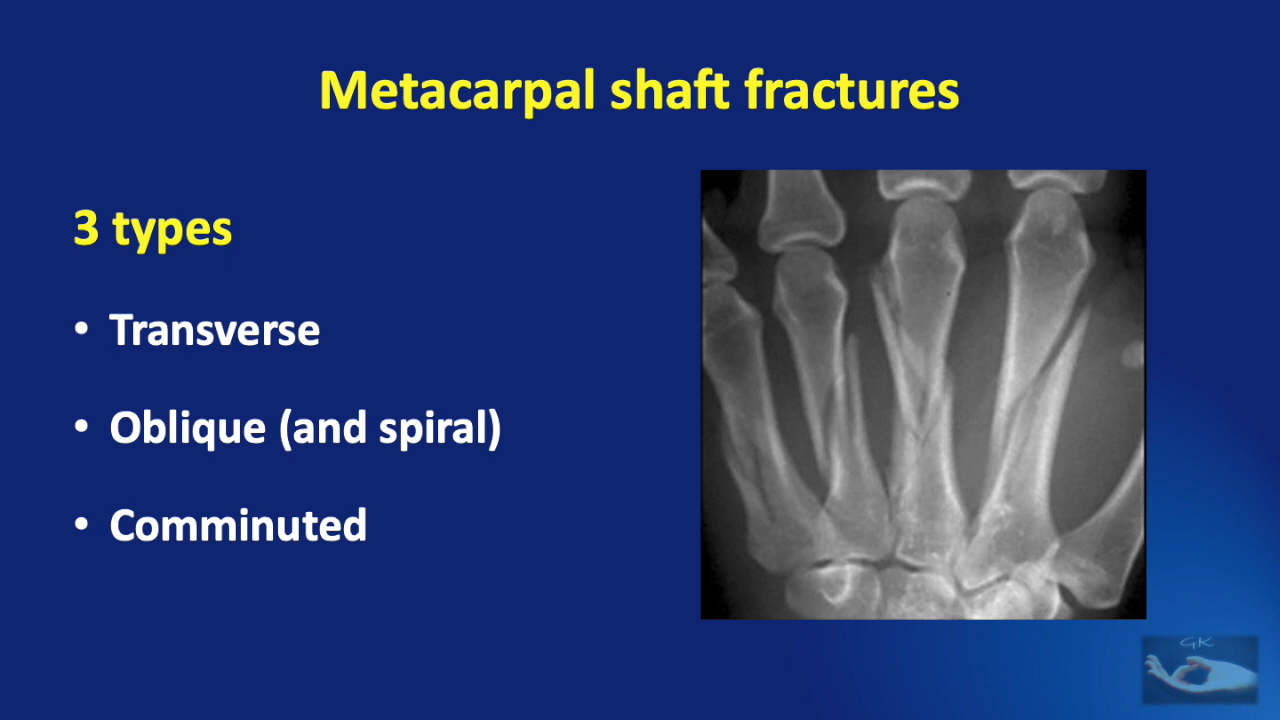 Metacarpal shaft fractures
3 types
• Transverse
• Oblique (and spiral)
• Comminuted
GK